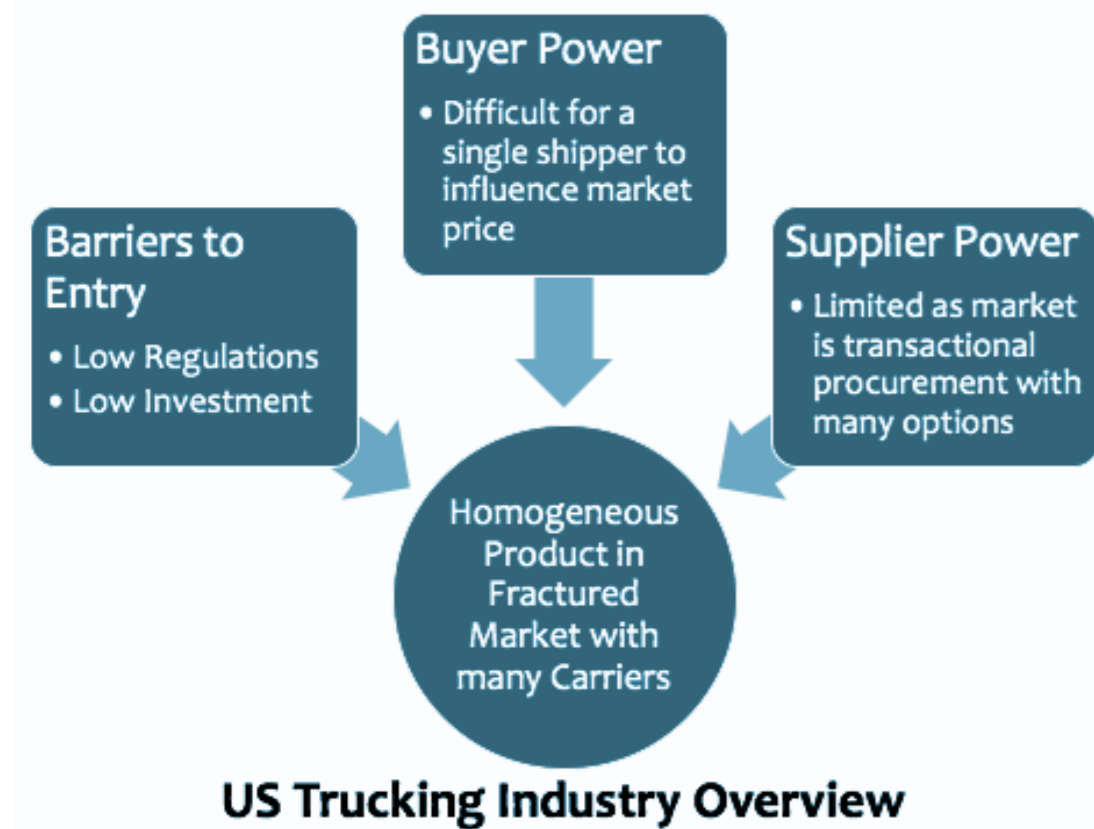 Buyer Power
• Difficult for a
single shipper to
influence market
price
Barriers to
Entry
• Low Regulations
• Low Investment
Supplier Power
• Limited as market
is transactional
procurement with
many options
Homogeneous
Product in
Fractured
Market with
many Carriers
US Trucking Industry Overview